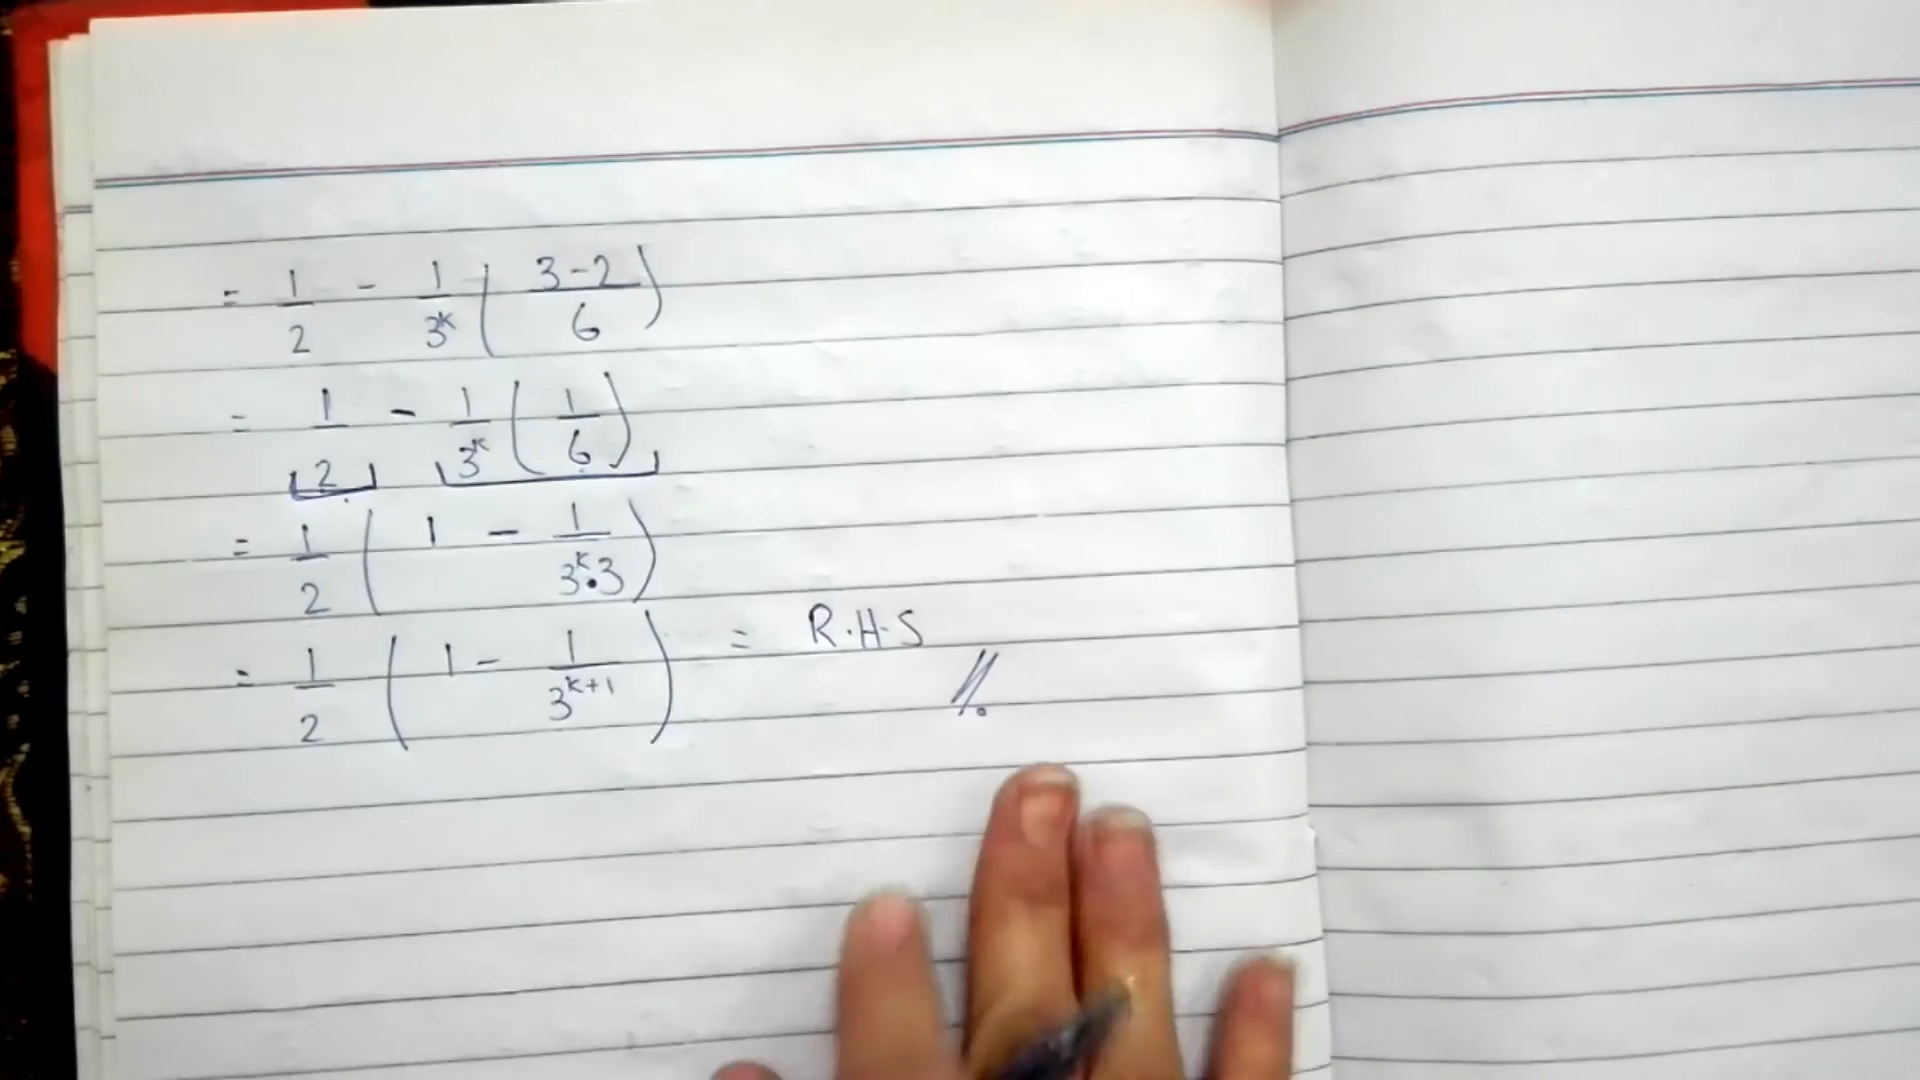 = 1/2 - 1/3^k ( (3-2)/6 )
= 1/2 - 1/3^k ( 1/6 )
= 1/2 ( 1 - 1/(3^k•3) )
= 1/2 ( 1 - 1/3^(k+1) ) = R.H.S //.